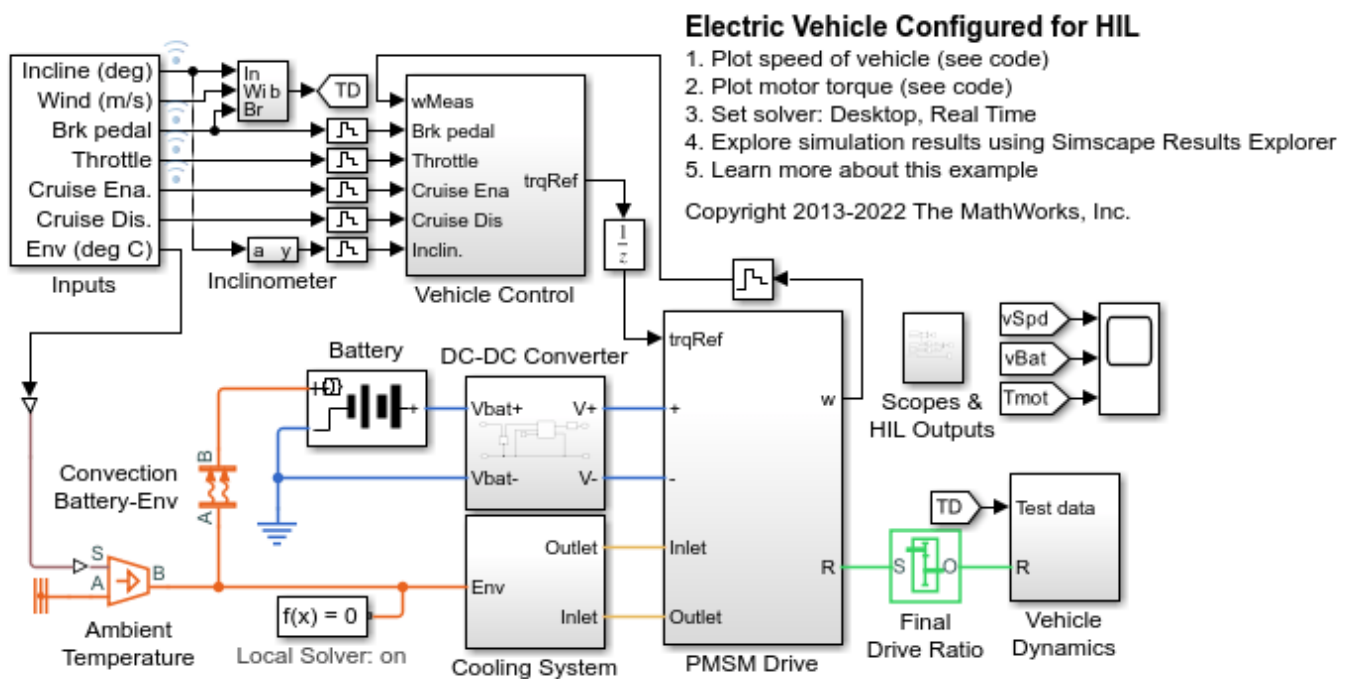 Electric Vehicle Configured for HIL
1. Plot speed of vehicle (see code)
2. Plot motor torque (see code)
3. Set solver: Desktop, Real Time
4. Explore simulation results using Simscape Results Explorer
5. Learn more about this example
Copyright 2013-2022 The MathWorks, Inc.
Incline (deg)
Wind (m/s)
Brk pedal
Throttle
Cruise Ena.
Cruise Dis.
Env (deg C)
Inputs
In
Wi b
Br
TD
a y
Inclinometer
wMeas
Brk pedal
Throttle
Cruise Ena
Cruise Dis
Inclin.
trqRef
Vehicle Control
1
z
Battery
+
-
+
DC-DC Converter
Vbat+ V+
Vbat- V-
Convection
Battery-Env
B
A
S
A
B
Ambient
Temperature
f(x) = 0
Local Solver: on
Outlet
Env
Inlet
Cooling System
trqRef
w
+
-
Inlet
R
Outlet
PMSM Drive
Scopes &
HIL Outputs
vSpd
vBat
Tmot
S O
Final
Drive Ratio
TD
Test data
R
Vehicle
Dynamics